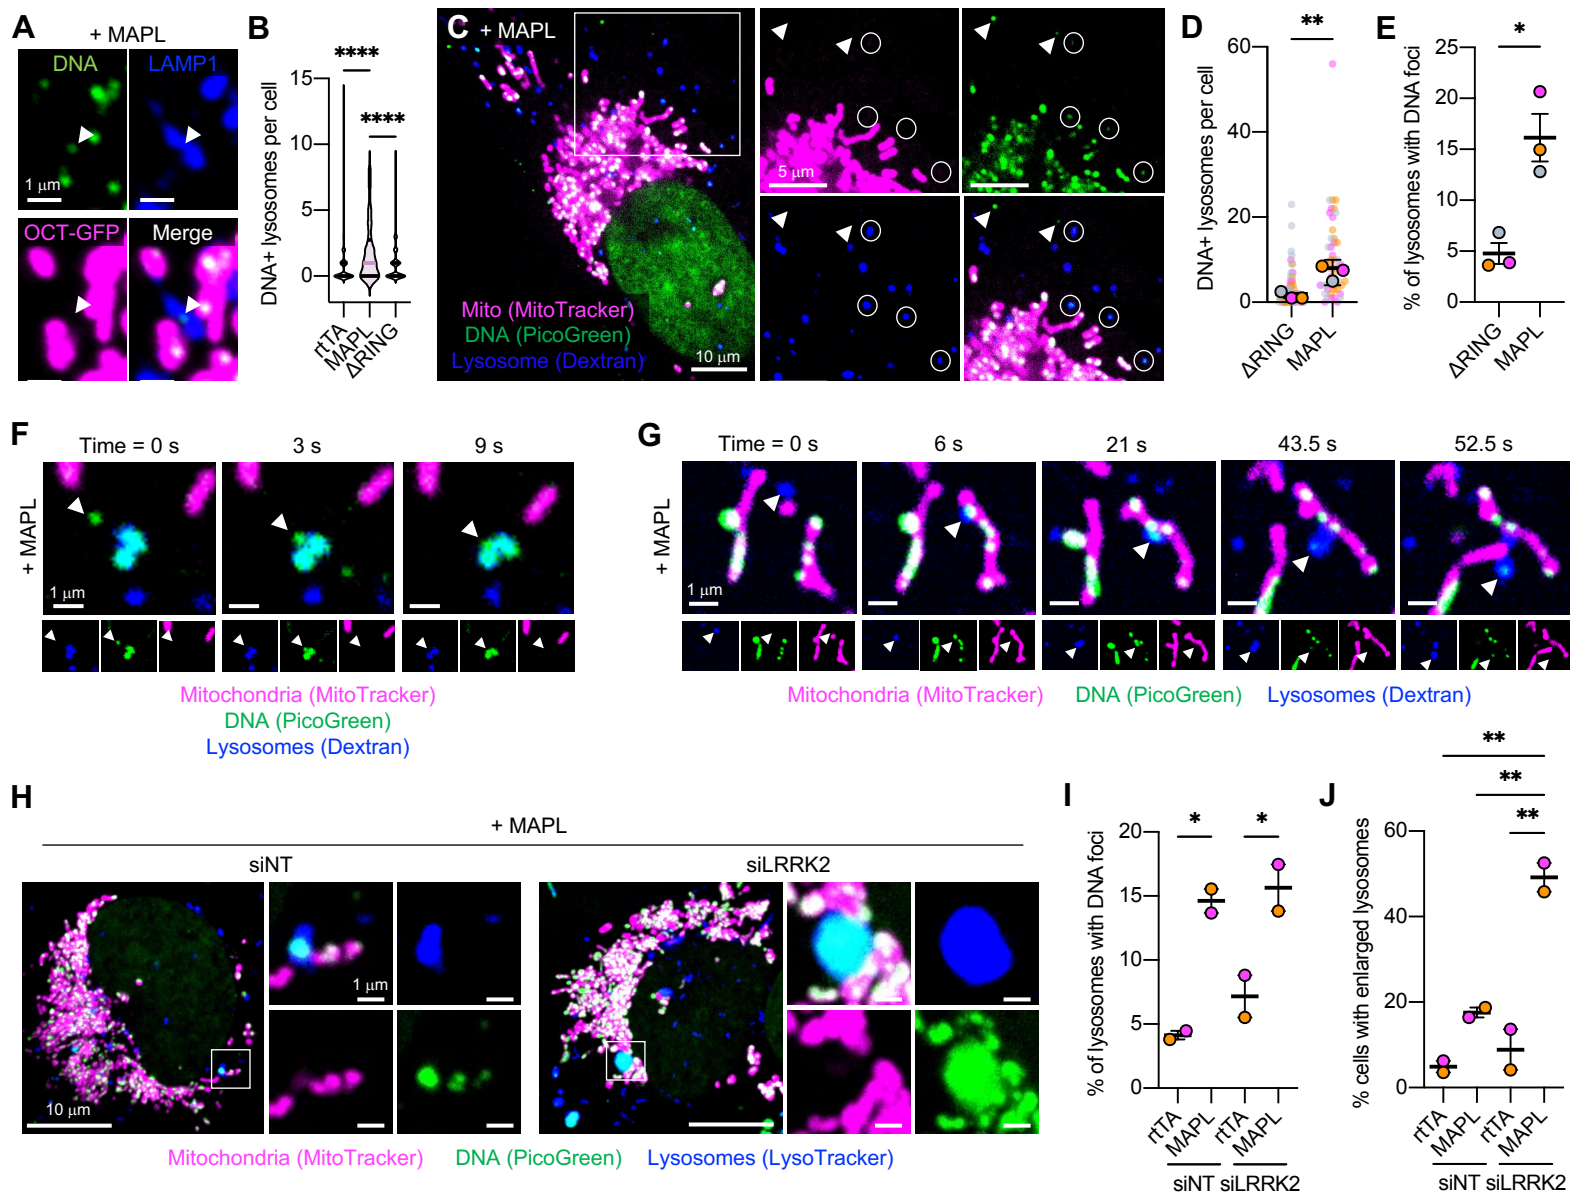 A
+ MAPL
DNA
LAMP1
1 μm
OCT-GFP
Merge
B
****
****
DNA+ lysosomes per cell
15
10
5
0
rtTA
MAPL
ΔRING
C
+ MAPL
Mito (MitoTracker)
DNA (PicoGreen)
Lysosome (Dextran)
10 μm
5 μm
D
**
DNA+ lysosomes per cell
60
40
20
0
ΔRING
MAPL
E
*
% of lysosomes with DNA foci
25
20
15
10
5
0
ΔRING
MAPL
F
Time = 0 s
3 s
9 s
+ MAPL
1 μm
Mitochondria (MitoTracker)
DNA (PicoGreen)
Lysosomes (Dextran)
G
Time = 0 s
6 s
21 s
43.5 s
52.5 s
+ MAPL
1 μm
Mitochondria (MitoTracker)
DNA (PicoGreen)
Lysosomes (Dextran)
H
+ MAPL
siNT
siLRRK2
10 μm
1 μm
Mitochondria (MitoTracker)
DNA (PicoGreen)
Lysosomes (LysoTracker)
I
*
*
% of lysosomes with DNA foci
20
15
10
5
0
rtTA
MAPL
rtTA
MAPL
siNT
siLRRK2
J
**
**
**
% cells with enlarged lysosomes
60
40
20
0
rtTA
MAPL
rtTA
MAPL
siNT
siLRRK2